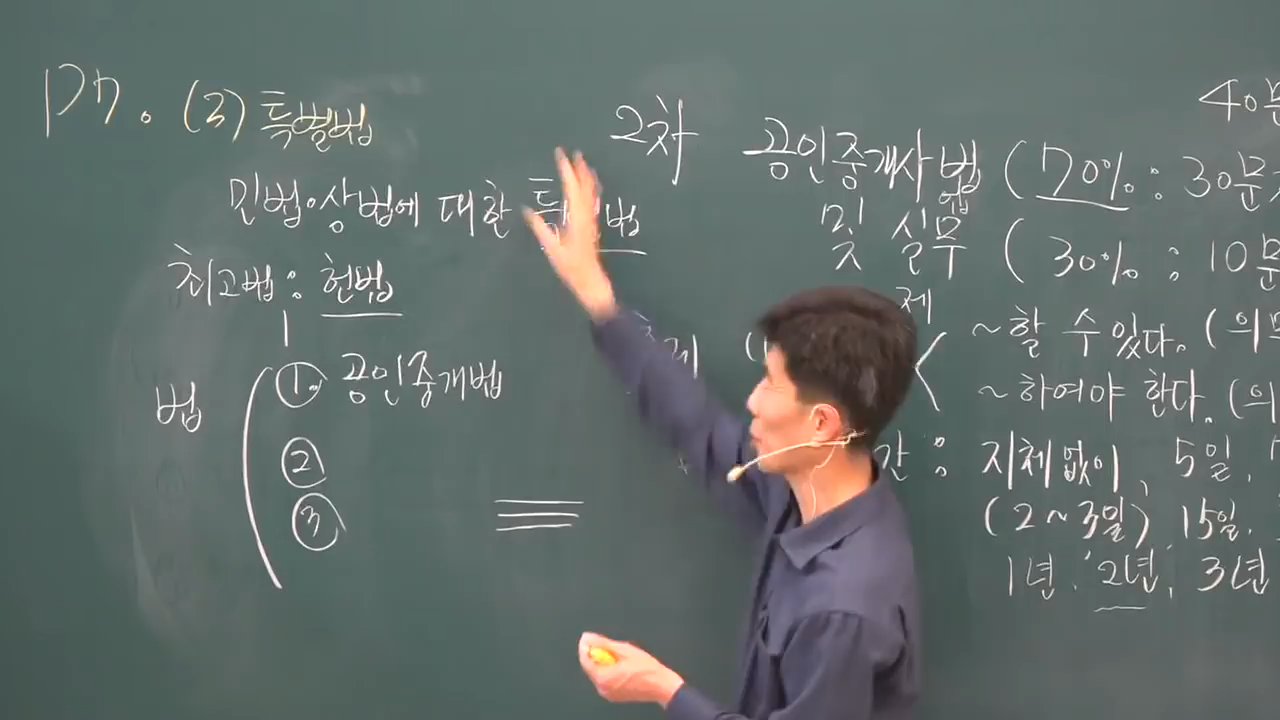 P7. (3) 특별법
민법·상법에 대한 법
최고법 : 헌법
법
① 공인중개법
②
③
40문
2차 공인중개사법 (70% : 30문
업
및 실무 (30% : 10문
제
~할 수 있다. (의
~하여야 한다. (의
간 : 지체없이, 5일.
(2~3일) 15일.
1년. 2년, 3년